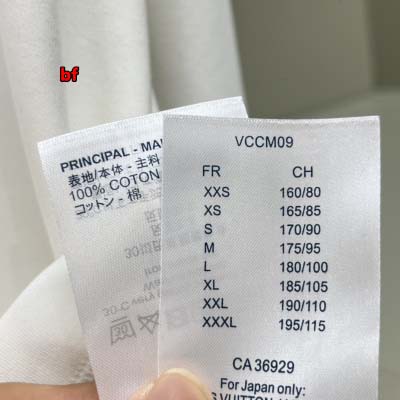 bf
PRINCIPAL - MA
表地/本体 - 主料
100% COTON
コットン - 棉
VCCM09
FR CH
XXS 160/80
XS 165/85
S 170/90
M 175/95
L 180/100
XL 185/105
XXL 190/110
XXXL 195/115
CA 36929
For Japan only:
VUITTON